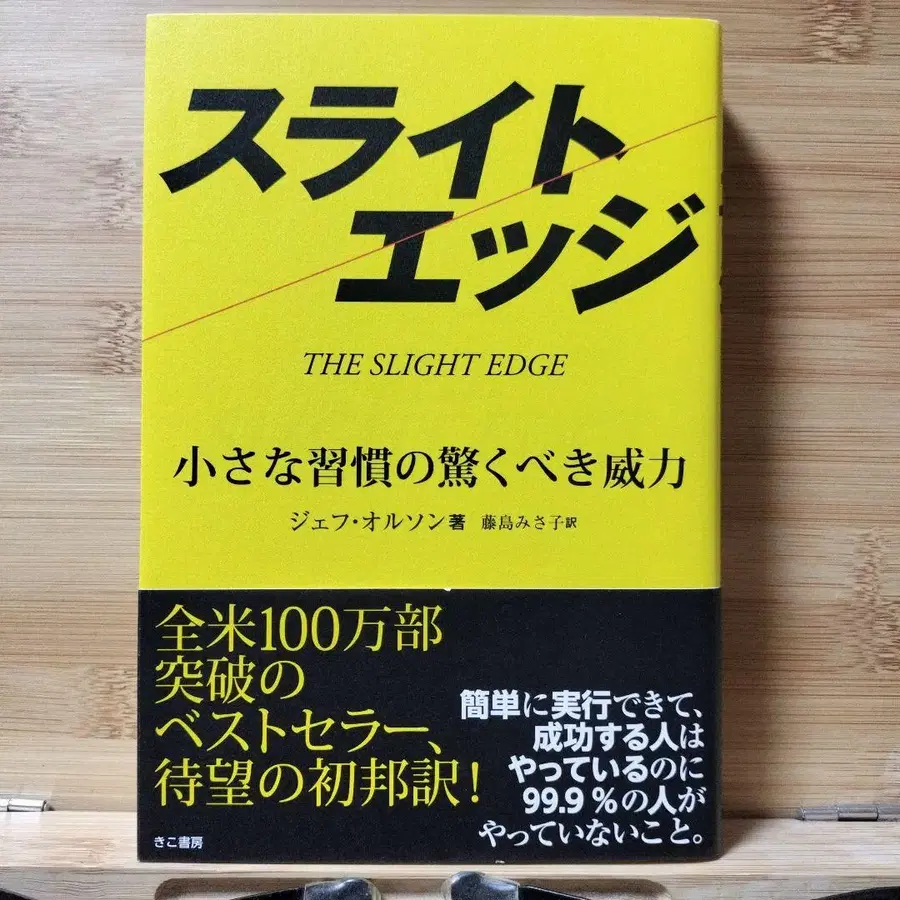 スライト
エッジ
THE SLIGHT EDGE
小さな習慣の驚くべき威力
ジェフ・オルソン著 藤島みさ子訳
全米100万部
突破の
ベストセラー、
待望の初邦訳!
簡単に実行できて、
成功する人は
やっているのに
99.9%の人が
やっていないこと。
きこ書房